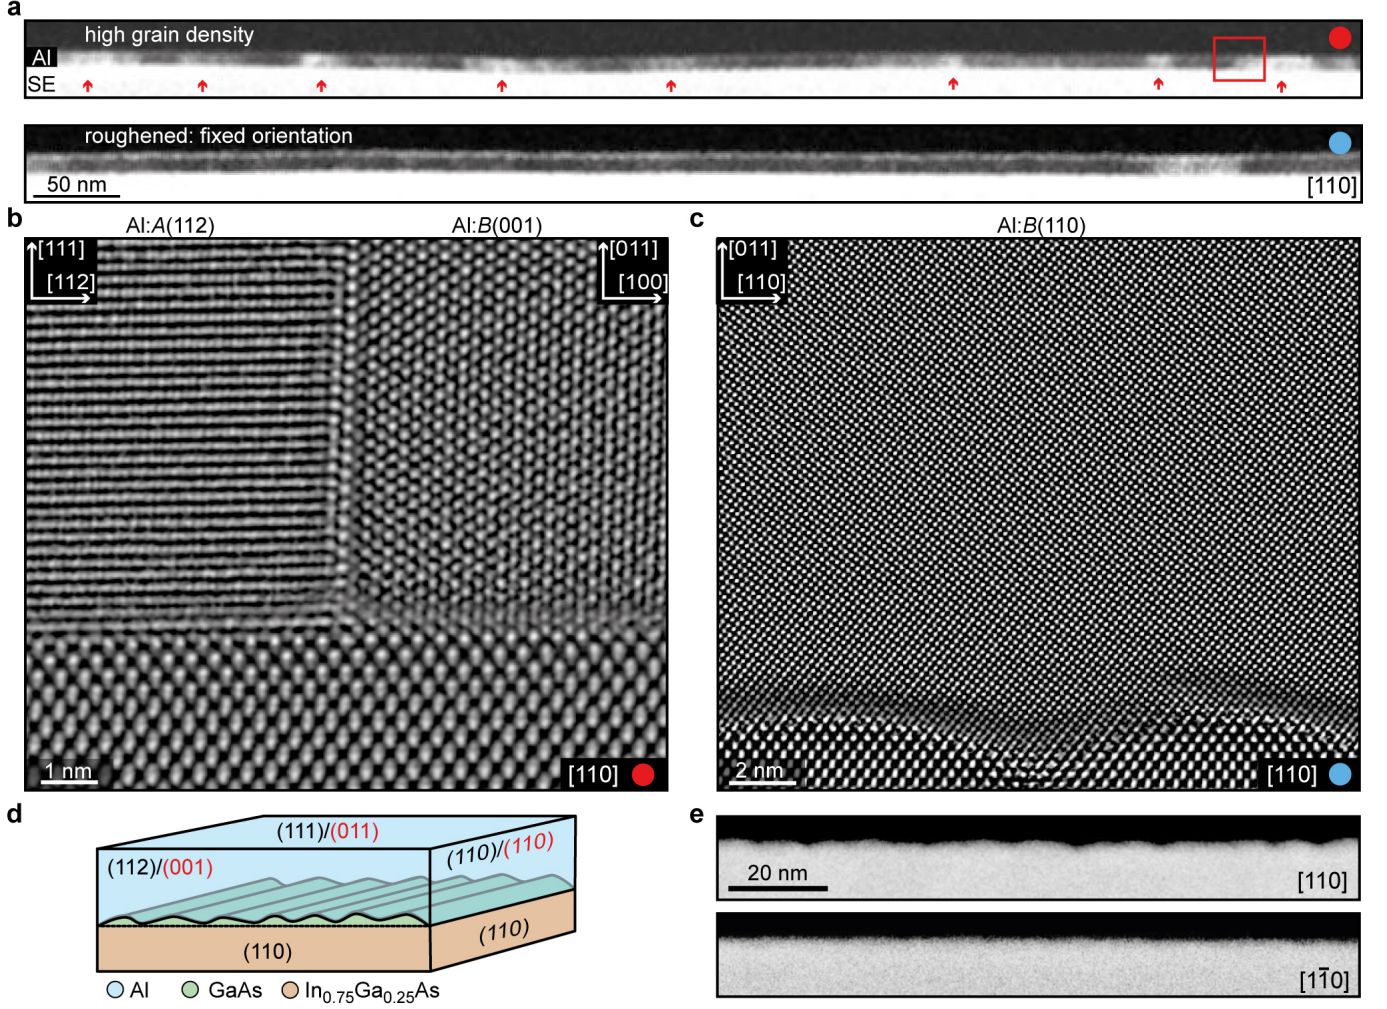 a
high grain density
Al
SE
roughened: fixed orientation
50 nm
[110]
b
Al:A(112)
Al:B(001)
[111]
[112]
[011]
[100]
1 nm
[110]
c
Al:B(110)
[011]
[110]
2 nm
[110]
d
(111)/(011)
(112)/(001)
(110)/(110)
(110)
(110)
Al
GaAs
In0.75Ga0.25As
e
20 nm
[110]
[11̄0]